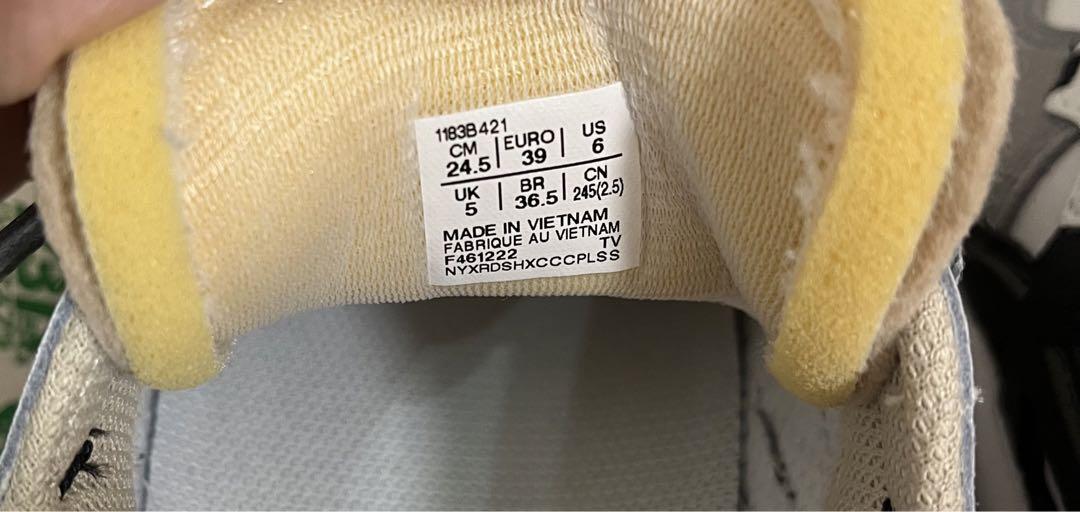 1183B421
CM 24.5 | EURO 39 | US 6
UK 5 | BR 36.5 | CN 245(2.5)
MADE IN VIETNAM
FABRIQUE AU VIETNAM
F461222 TV
NYXRDSHXCCCPLSS